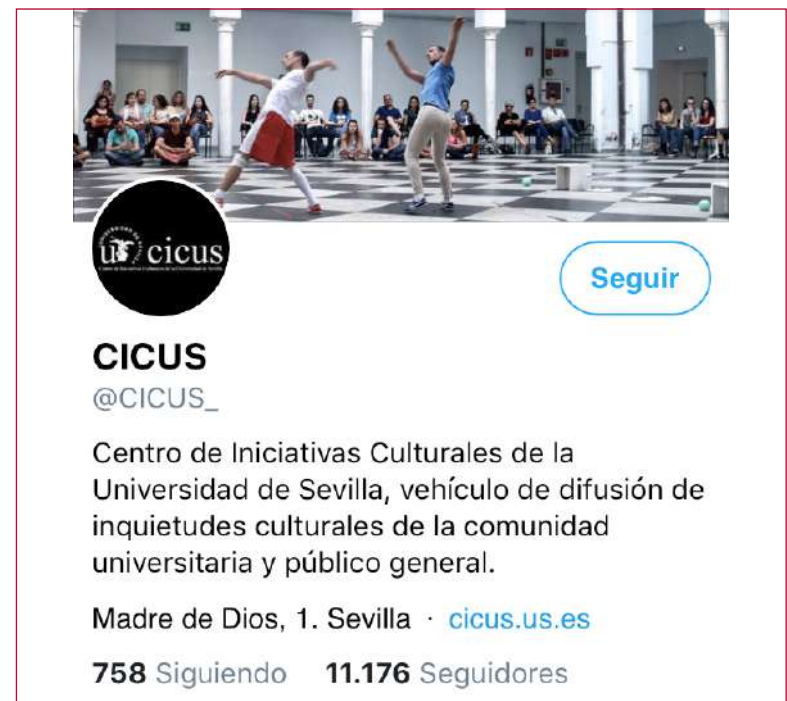 us cicus
Seguir
CICUS
@CICUS_
Centro de Iniciativas Culturales de la
Universidad de Sevilla, vehículo de difusión de
inquietudes culturales de la comunidad
universitaria y público general.
Madre de Dios, 1. Sevilla · cicus.us.es
758 Siguiendo 11.176 Seguidores